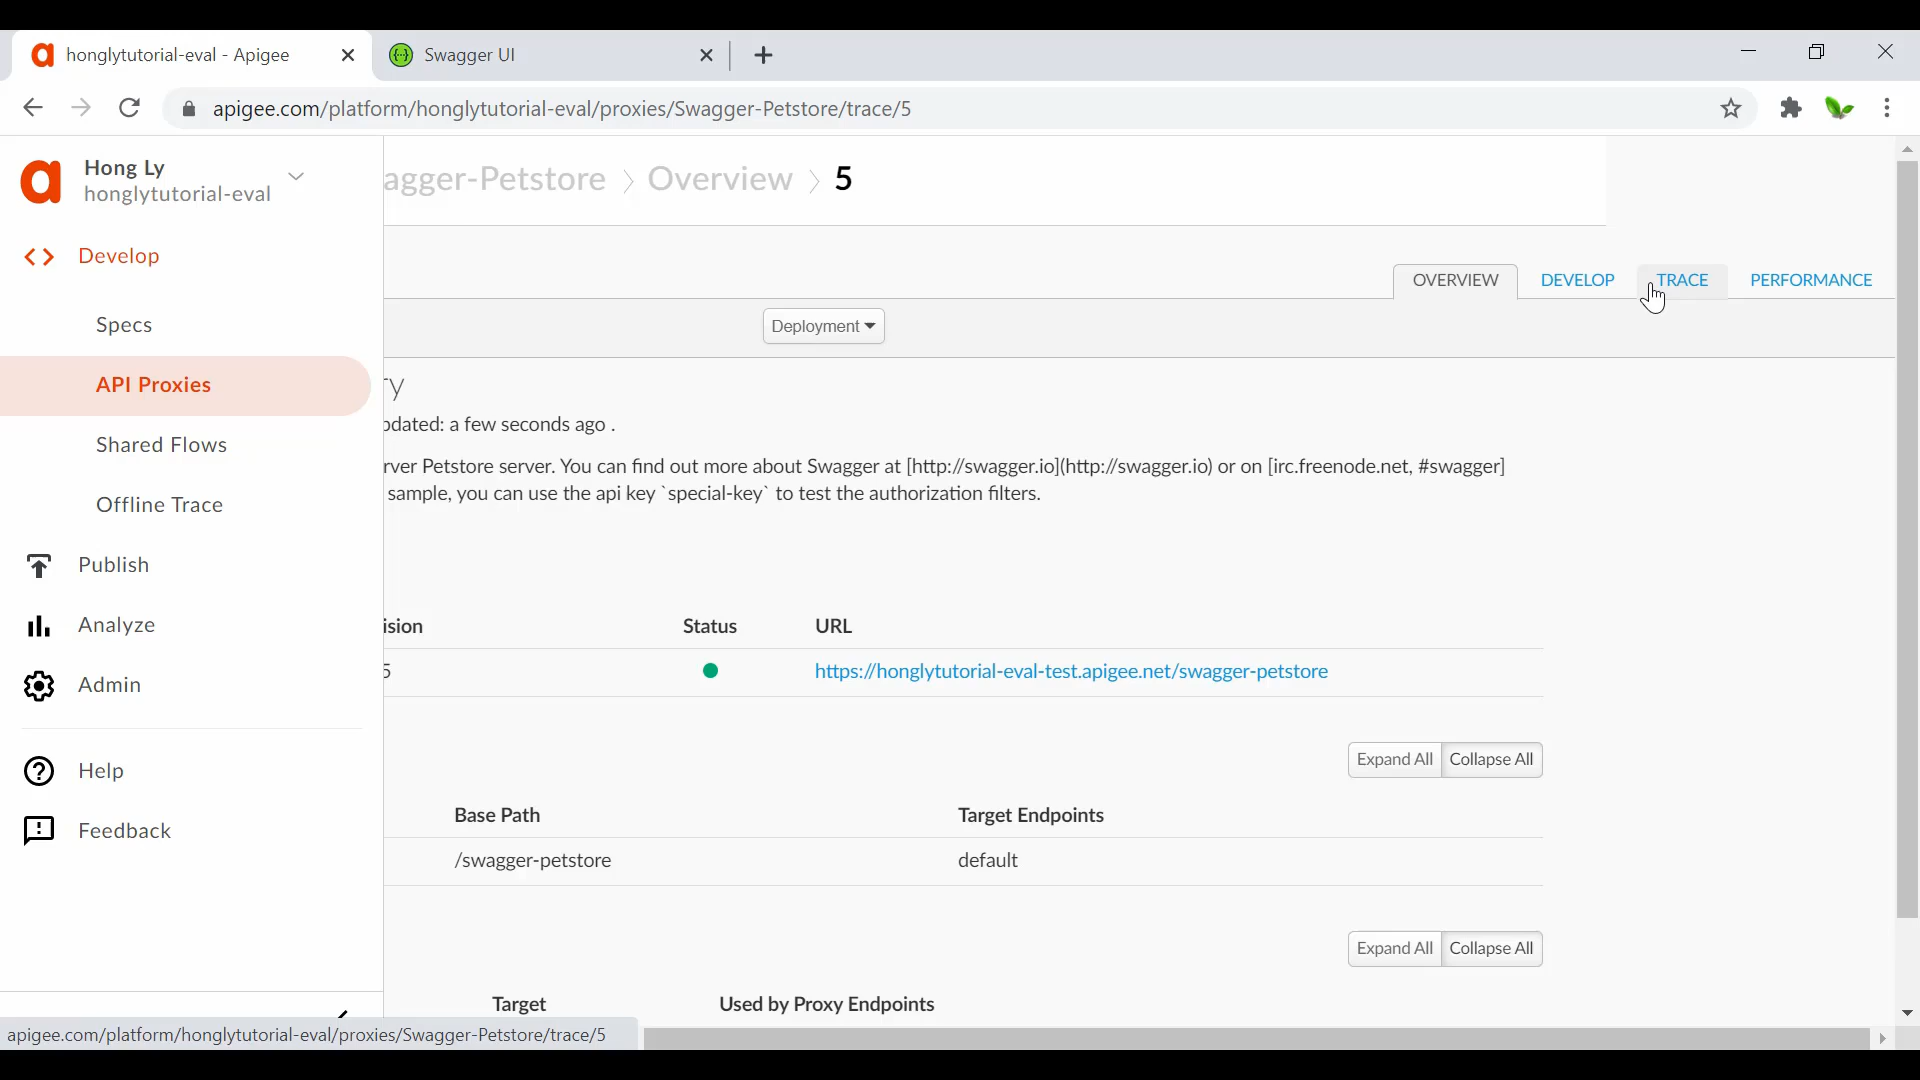 honglytutorial-eval - Apigee
Swagger UI
apigee.com/platform/honglytutorial-eval/proxies/Swagger-Petstore/trace/5
Hong Ly
honglytutorial-eval
agger-Petstore > Overview > 5
Develop
OVERVIEW DEVELOP TRACE PERFORMANCE
Specs
Deployment
API Proxies
pdated: a few seconds ago .
Shared Flows
rver Petstore server. You can find out more about Swagger at [http://swagger.io](http://swagger.io) or on [irc.freenode.net, #swagger]
sample, you can use the api key `special-key` to test the authorization filters.
Offline Trace
Publish
Analyze
ision Status URL
5 https://honglytutorial-eval-test.apigee.net/swagger-petstore
Admin
Expand All Collapse All
Help
Base Path Target Endpoints
Feedback
/swagger-petstore default
Expand All Collapse All
Target Used by Proxy Endpoints
apigee.com/platform/honglytutorial-eval/proxies/Swagger-Petstore/trace/5